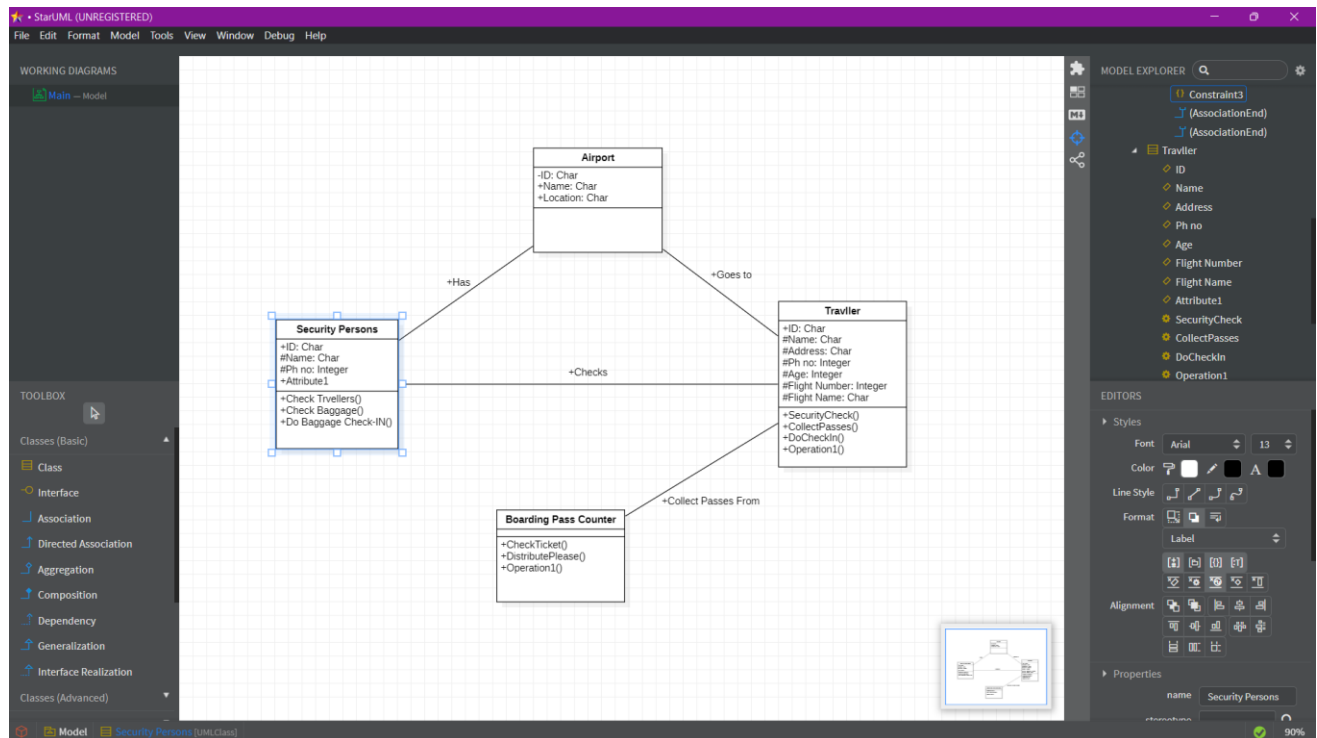 • StarUML (UNREGISTERED)
File Edit Format Model Tools View Window Debug Help
WORKING DIAGRAMS
Main — Model
TOOLBOX
Classes (Basic)
Class
Interface
Association
Directed Association
Aggregation
Composition
Dependency
Generalization
Interface Realization
Classes (Advanced)
Airport
-ID: Char
+Name: Char
+Location: Char
+Has
+Goes to
Security Persons
+ID: Char
#Name: Char
#Ph no: Integer
+Attribute1
+Check Trvellers()
+Check Baggage()
+Do Baggage Check-IN()
+Checks
Travller
+ID: Char
#Name: Char
#Address: Char
#Ph no: Integer
#Age: Integer
#Flight Number: Integer
#Flight Name: Char
+SecurityCheck()
+CollectPasses()
+DoCheckIn()
+Operation1()
+Collect Passes From
Boarding Pass Counter
+CheckTicket()
+DistributePlease()
+Operation1()
MODEL EXPLORER
Constraint3
(AssociationEnd)
(AssociationEnd)
Travller
ID
Name
Address
Ph no
Age
Flight Number
Flight Name
Attribute1
SecurityCheck
CollectPasses
DoCheckIn
Operation1
EDITORS
Styles
Font Arial 13
Color A
Line Style
Format
Label
Alignment
Properties
name Security Persons
Model Security Persons [UMLClass] 90%